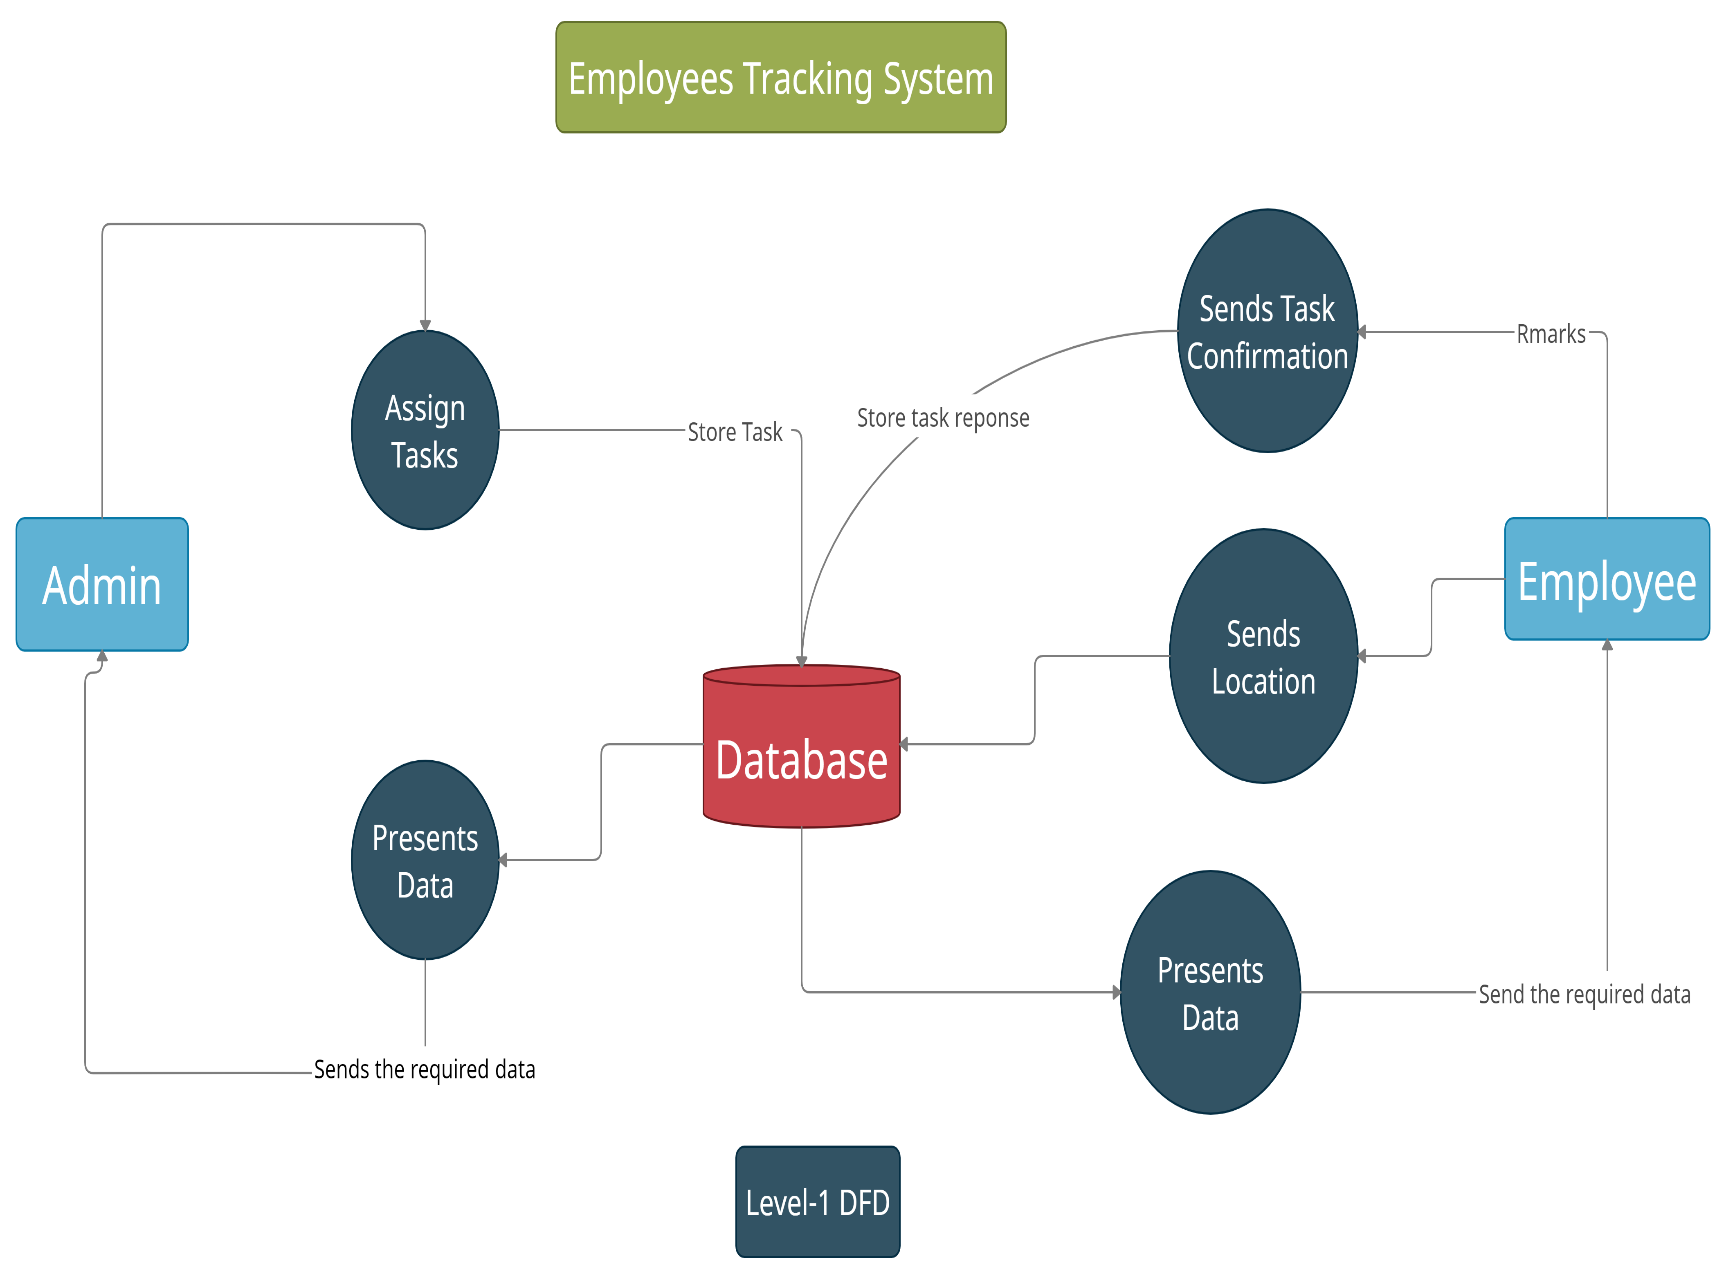 Employees Tracking System
Sends Task
Confirmation
Rmarks
Assign
Tasks
Store Task
Store task reponse
Admin
Employee
Sends
Location
Database
Presents
Data
Presents
Data
Send the required data
Sends the required data
Level-1 DFD